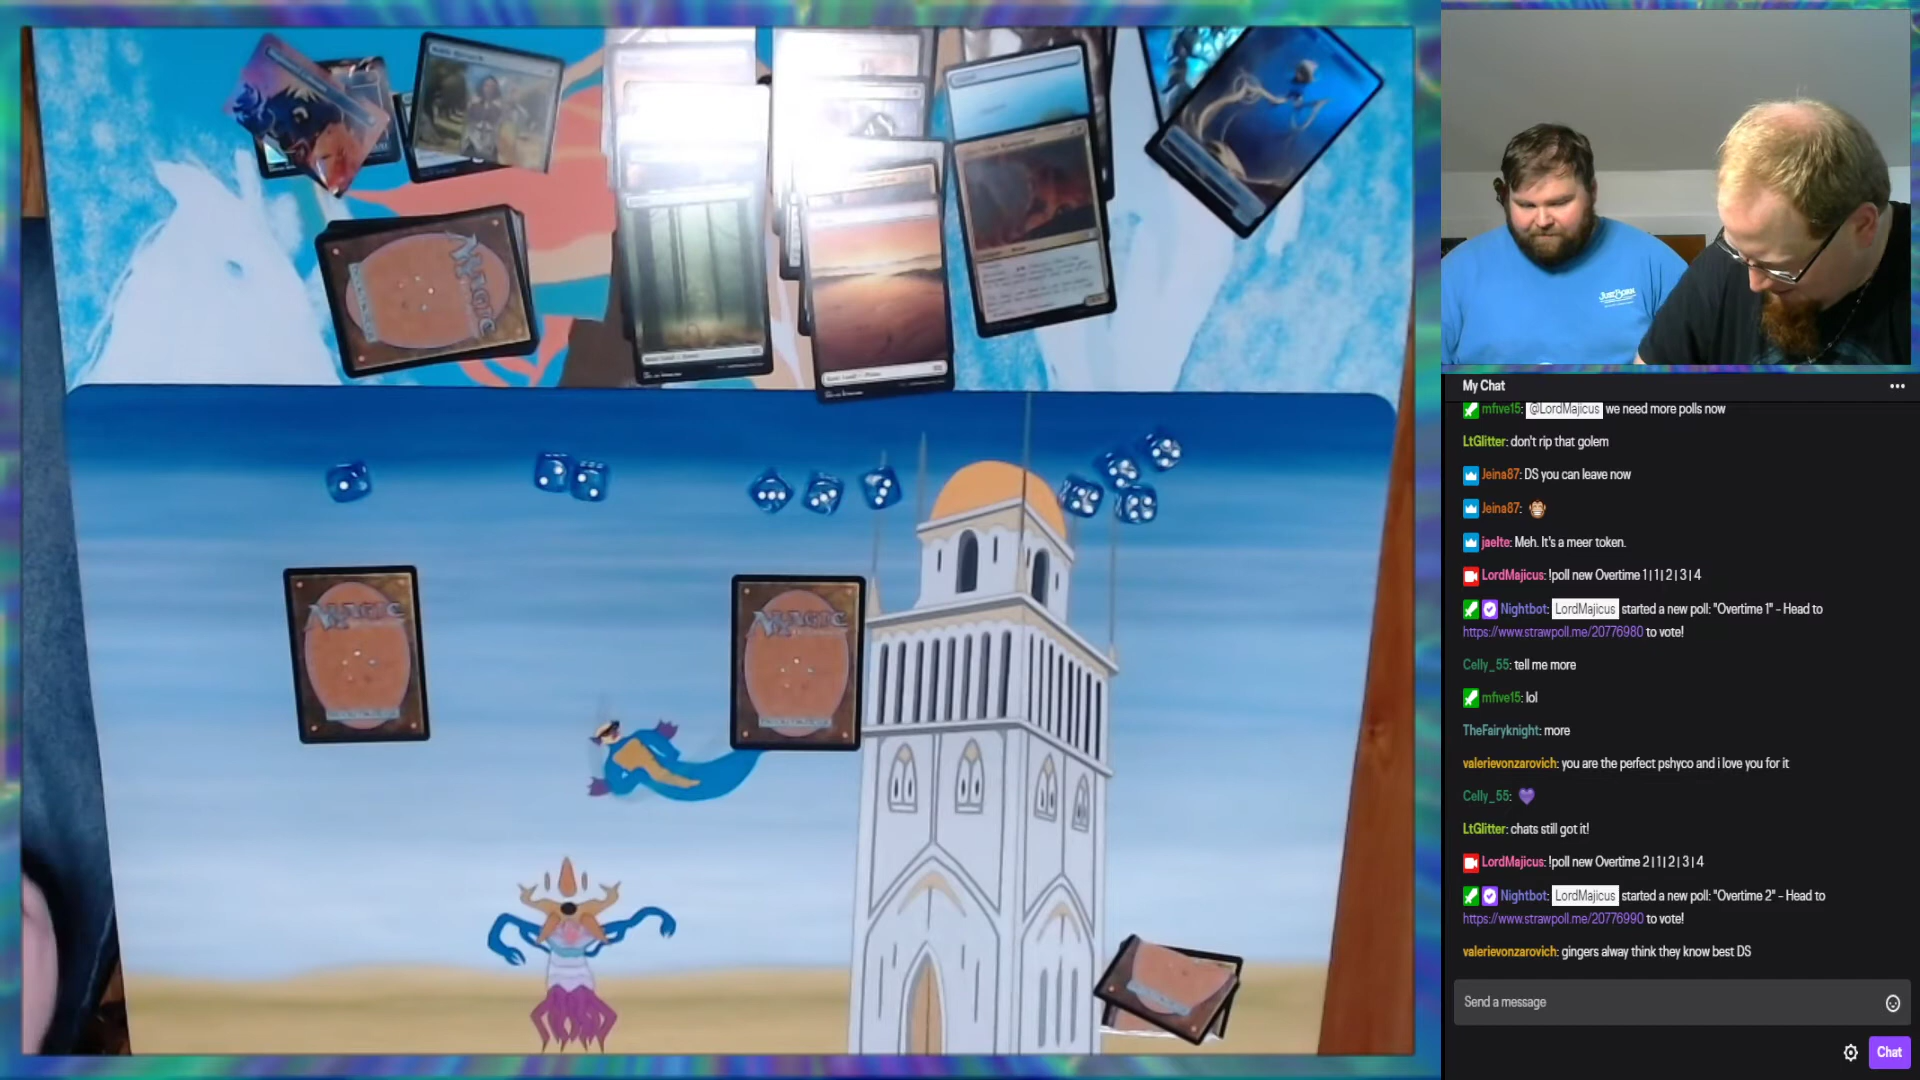 MAGIC
MAGIC
MAGIC
My Chat
mfive15: @LordMajicus we need more polls now
LtGlitter: don't rip that golem
Jeina87: DS you can leave now
Jeina87:
jaelte: Meh. It's a meer token.
LordMajicus: !poll new Overtime 1 | 1 | 2 | 3 | 4
Nightbot: LordMajicus started a new poll: "Overtime 1" - Head to
https://www.strawpoll.me/20776980 to vote!
Celly_55: tell me more
mfive15: lol
TheFairyknight: more
valerievonzarovich: you are the perfect pshyco and i love you for it
Celly_55:
LtGlitter: chats still got it!
LordMajicus: !poll new Overtime 2 | 1 | 2 | 3 | 4
Nightbot: LordMajicus started a new poll: "Overtime 2" - Head to
https://www.strawpoll.me/20776990 to vote!
valerievonzarovich: gingers alway think they know best DS
Send a message
Chat